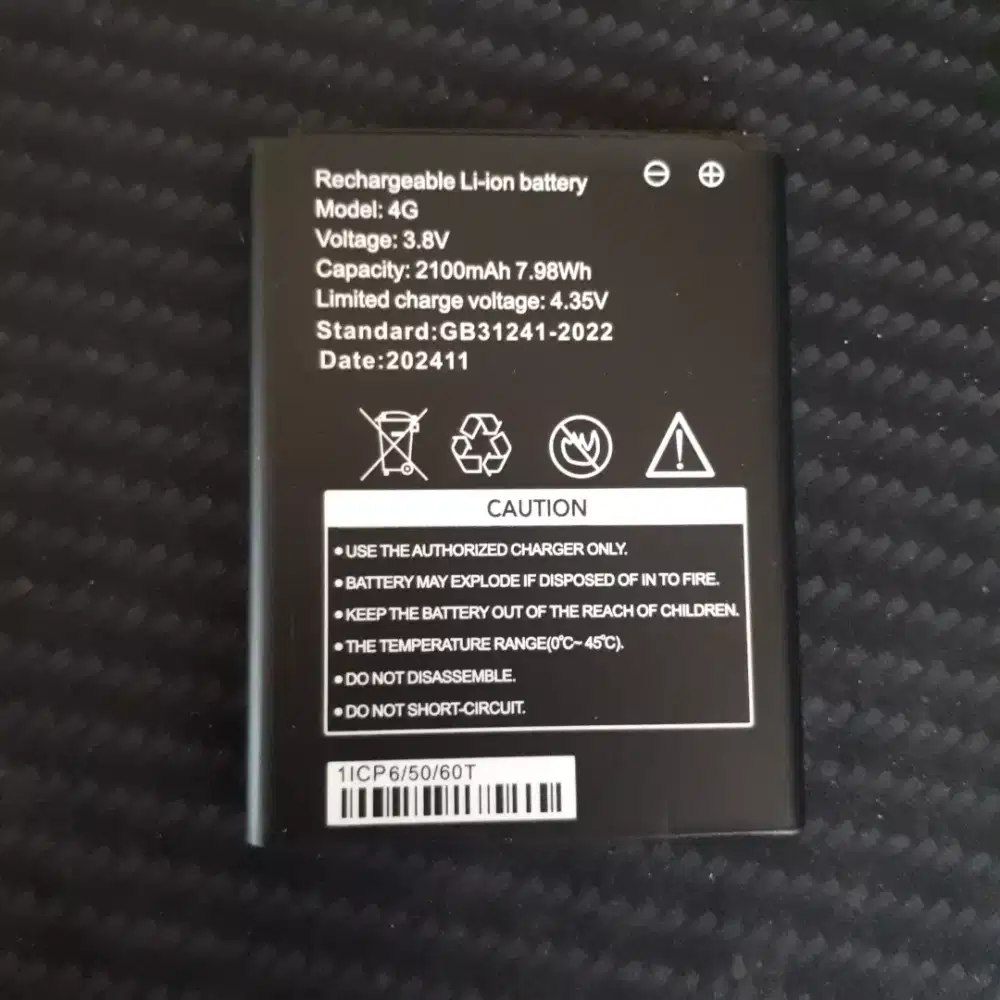 Rechargeable Li-ion battery
Model: 4G
Voltage: 3.8V
Capacity: 2100mAh 7.98Wh
Limited charge voltage: 4.35V
Standard:GB31241-2022
Date:202411
CAUTION
• USE THE AUTHORIZED CHARGER ONLY.
• BATTERY MAY EXPLODE IF DISPOSED OF IN TO FIRE.
• KEEP THE BATTERY OUT OF THE REACH OF CHILDREN.
• THE TEMPERATURE RANGE(0℃~ 45℃).
• DO NOT DISASSEMBLE.
• DO NOT SHORT-CIRCUIT.
1ICP6/50/60T